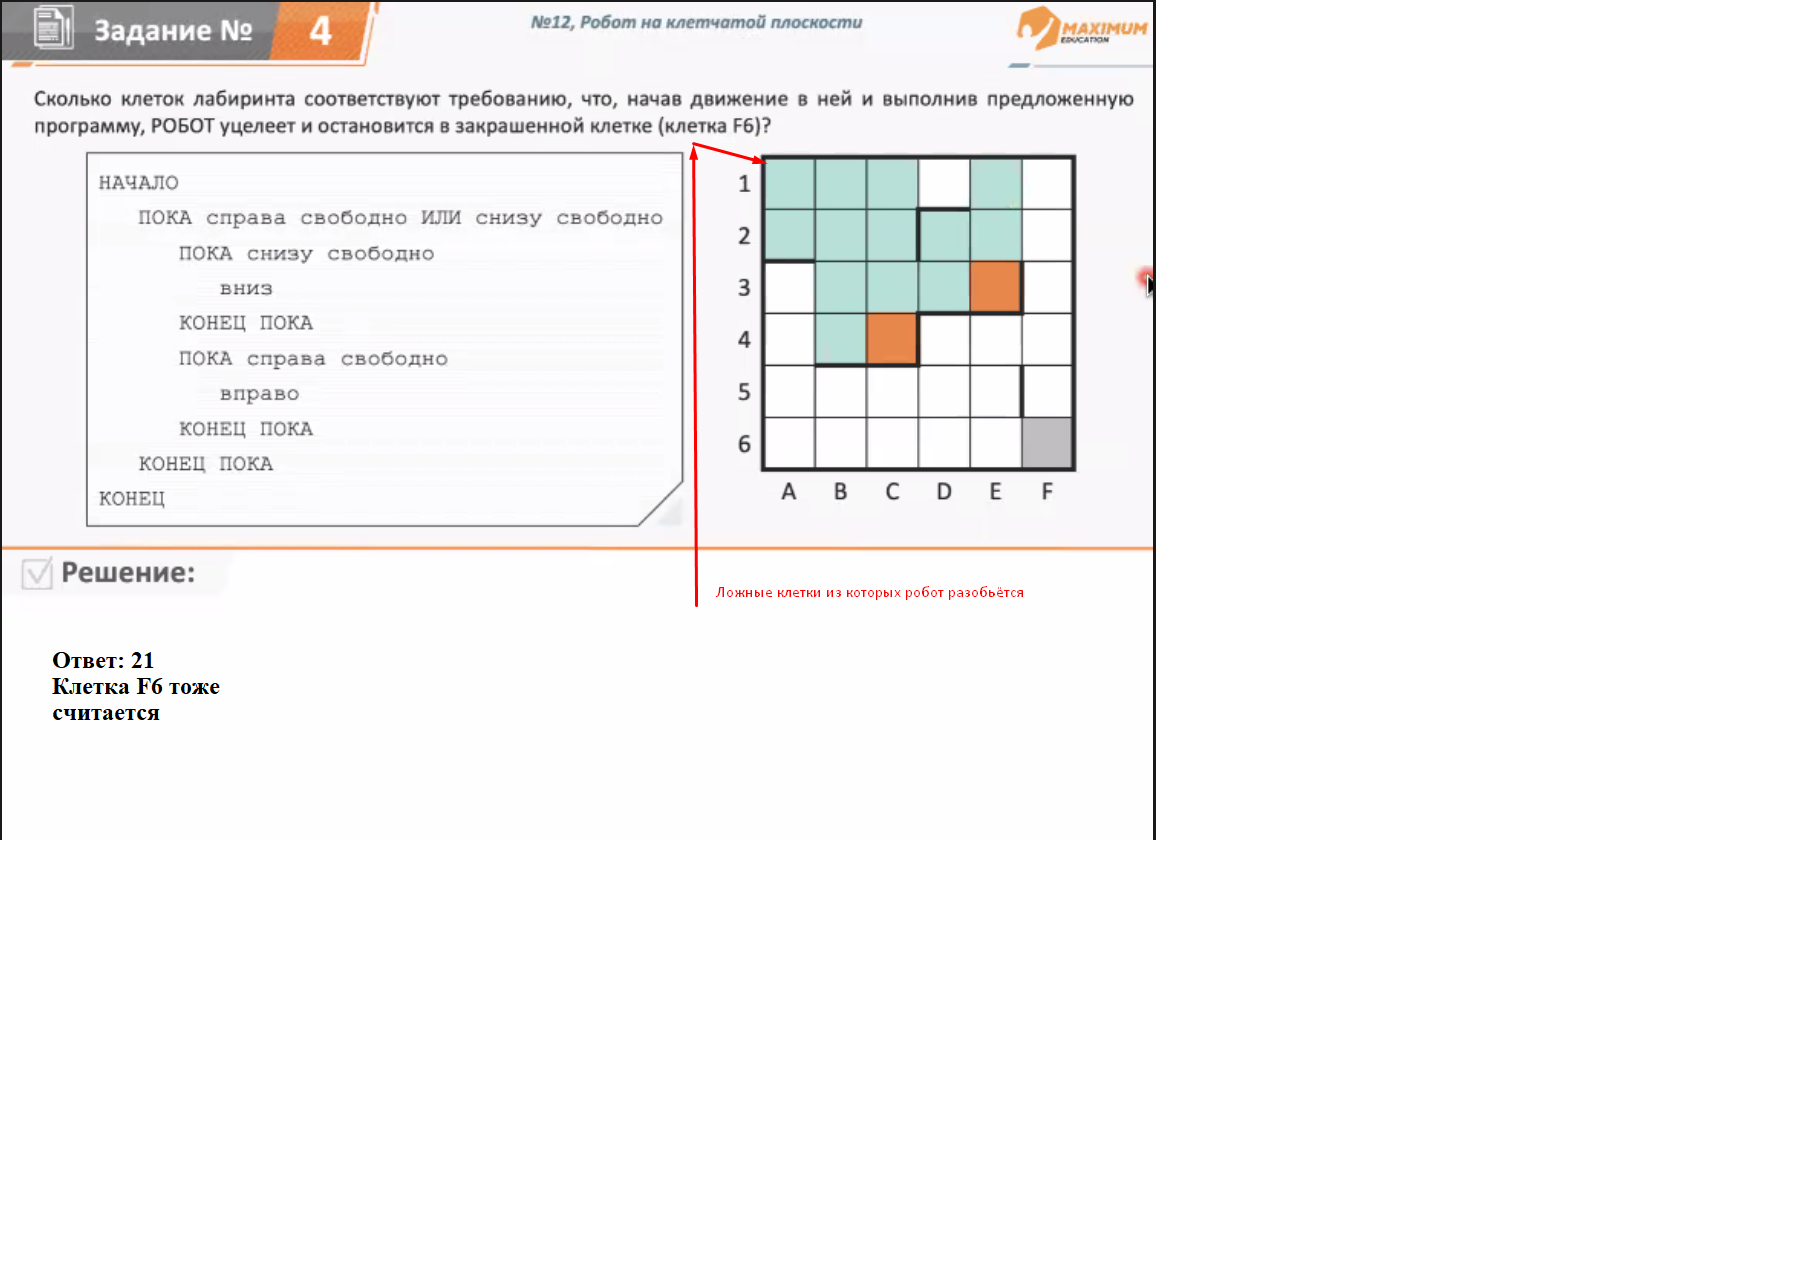 Задание № 4
№12, Робот на клетчатой плоскости
MAXIMUM
EDUCATION
Сколько клеток лабиринта соответствуют требованию, что, начав движение в ней и выполнив предложенную
программу, РОБОТ уцелеет и остановится в закрашенной клетке (клетка F6)?
НАЧАЛО
ПОКА справа свободно ИЛИ снизу свободно
ПОКА снизу свободно
вниз
КОНЕЦ ПОКА
ПОКА справа свободно
вправо
КОНЕЦ ПОКА
КОНЕЦ ПОКА
КОНЕЦ
1
2
3
4
5
6
A B C D E F
Решение:
Ложные клетки из которых робот разобьётся
Ответ: 21
Клетка F6 тоже
считается